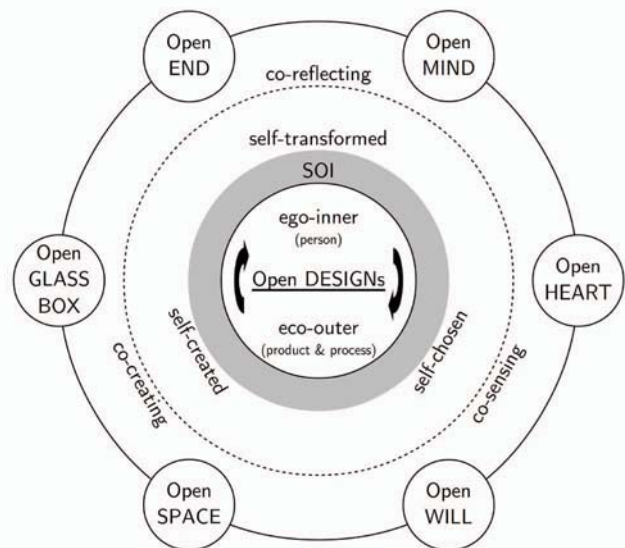 Open
END
Open
MIND
co-reflecting
self-transformed
SOI
ego-inner
(person)
Open
GLASS
BOX
Open DESIGNs
Open
HEART
eco-outer
(product & process)
self-created
self-chosen
co-creating
co-sensing
Open
SPACE
Open
WILL